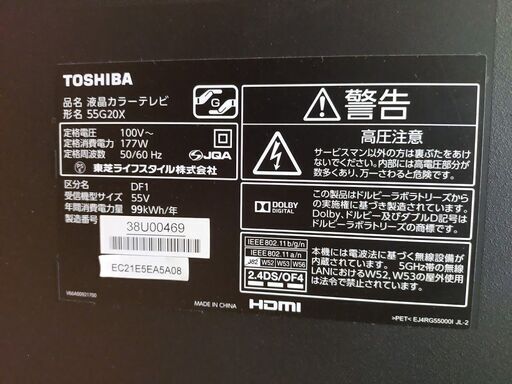 TOSHIBA
品名 液晶カラーテレビ
形名 55G20X
定格電圧 100V~
定格消費電力 177W
定格周波数 50/60 Hz
G
JQA
東芝ライフスタイル株式会社
区分名 DF1
受信機型サイズ 55V
年間消費電力量 99kWh/年
製造番号
38U00469
EC21E5EA5A08
V66A00921700
MADE IN CHINA
警告
高圧注意
サービスマン以外の方は裏ぶたをあけないでください。内部には高電圧部分が数多くあり、万一さわると危険です。
DOLBY
DIGITAL
この製品はドルビーラボラトリーズからの実施権に基づき製造されています。
Dolby、ドルビー及びダブルD記号はドルビーラボラトリーズの商標です。
IEEE802.11b/g/n
IEEE802.11a/n
J52 W52 W53 W56
2.4DS/OF4
本機には電波法に基づく無線設備が内蔵されています。 5GHz帯の無線LANにおけるW52, W53の屋外使用は法令で禁止されています。
HDMI
>PET< EJ4RG55000I JL-2